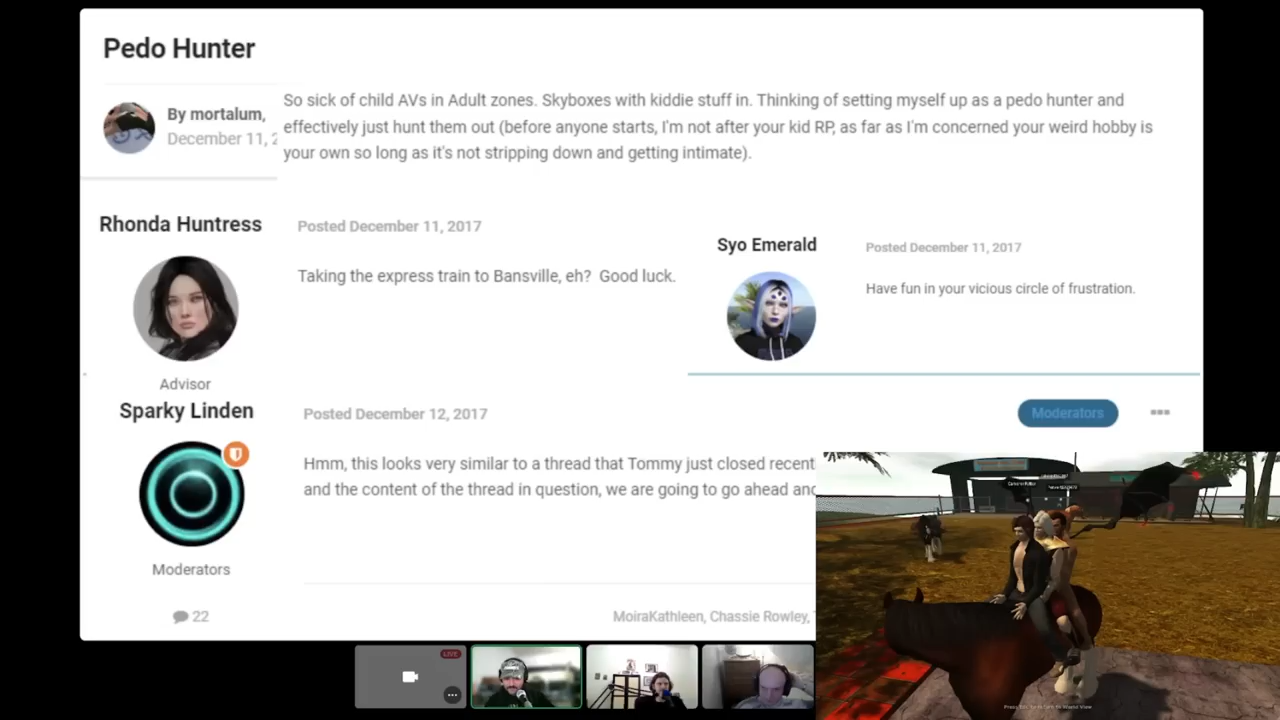 Pedo Hunter
By mortalum,
December 11, 2
So sick of child AVs in Adult zones. Skyboxes with kiddie stuff in. Thinking of setting myself up as a pedo hunter and
effectively just hunt them out (before anyone starts, I'm not after your kid RP, as far as I'm concerned your weird hobby is
your own so long as it's not stripping down and getting intimate).
Rhonda Huntress
Posted December 11, 2017
Taking the express train to Bansville, eh?  Good luck.
Advisor
Syo Emerald
Posted December 11, 2017
Have fun in your vicious circle of frustration.
Sparky Linden
Posted December 12, 2017
Moderators
Hmm, this looks very similar to a thread that Tommy just closed recent
and the content of the thread in question, we are going to go ahead and
Moderators
22
MoiraKathleen, Chassie Rowley,
LIVE